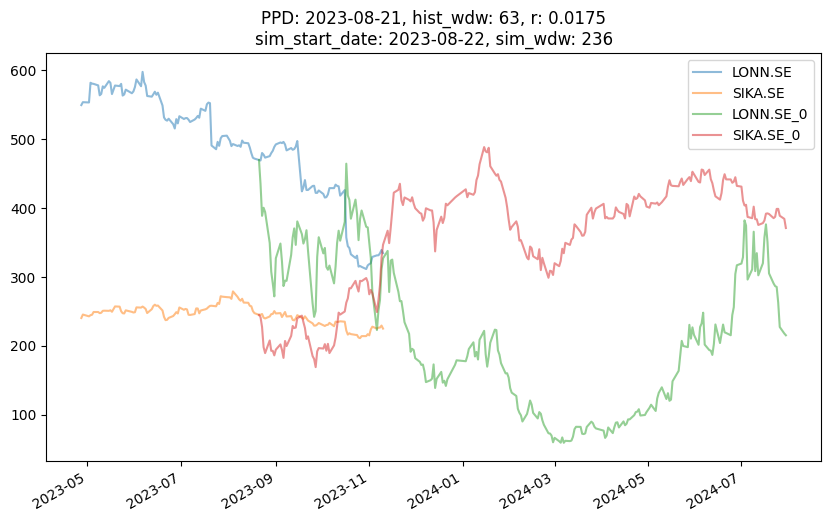 PPD: 2023-08-21, hist_wdw: 63, r: 0.0175
sim_start_date: 2023-08-22, sim_wdw: 236
LONN.SE
SIKA.SE
LONN.SE_0
SIKA.SE_0
600
500
400
300
200
100
2023-05
2023-07
2023-09
2023-11
2024-01
2024-03
2024-05
2024-07